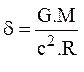 δ = G.M / c².R